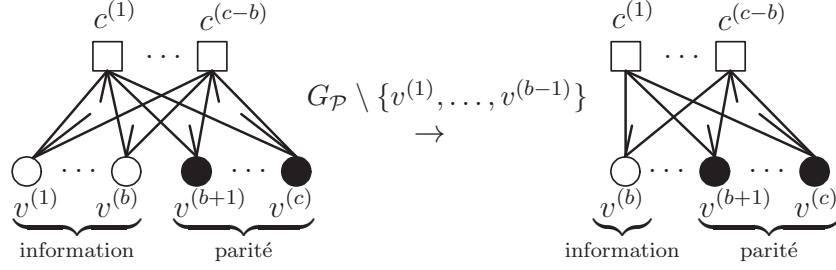 c^{(1)} c^{(c−b)} c^{(1)} c^{(c−b)}
··· ···
G_𝒫 \ {v^{(1)}, …, v^{(b−1)}}
→
··· ··· ··· ···
v^{(1)} v^{(b)} v^{(b+1)} v^{(c)} v^{(b)} v^{(b+1)} v^{(c)}
information parité information parité